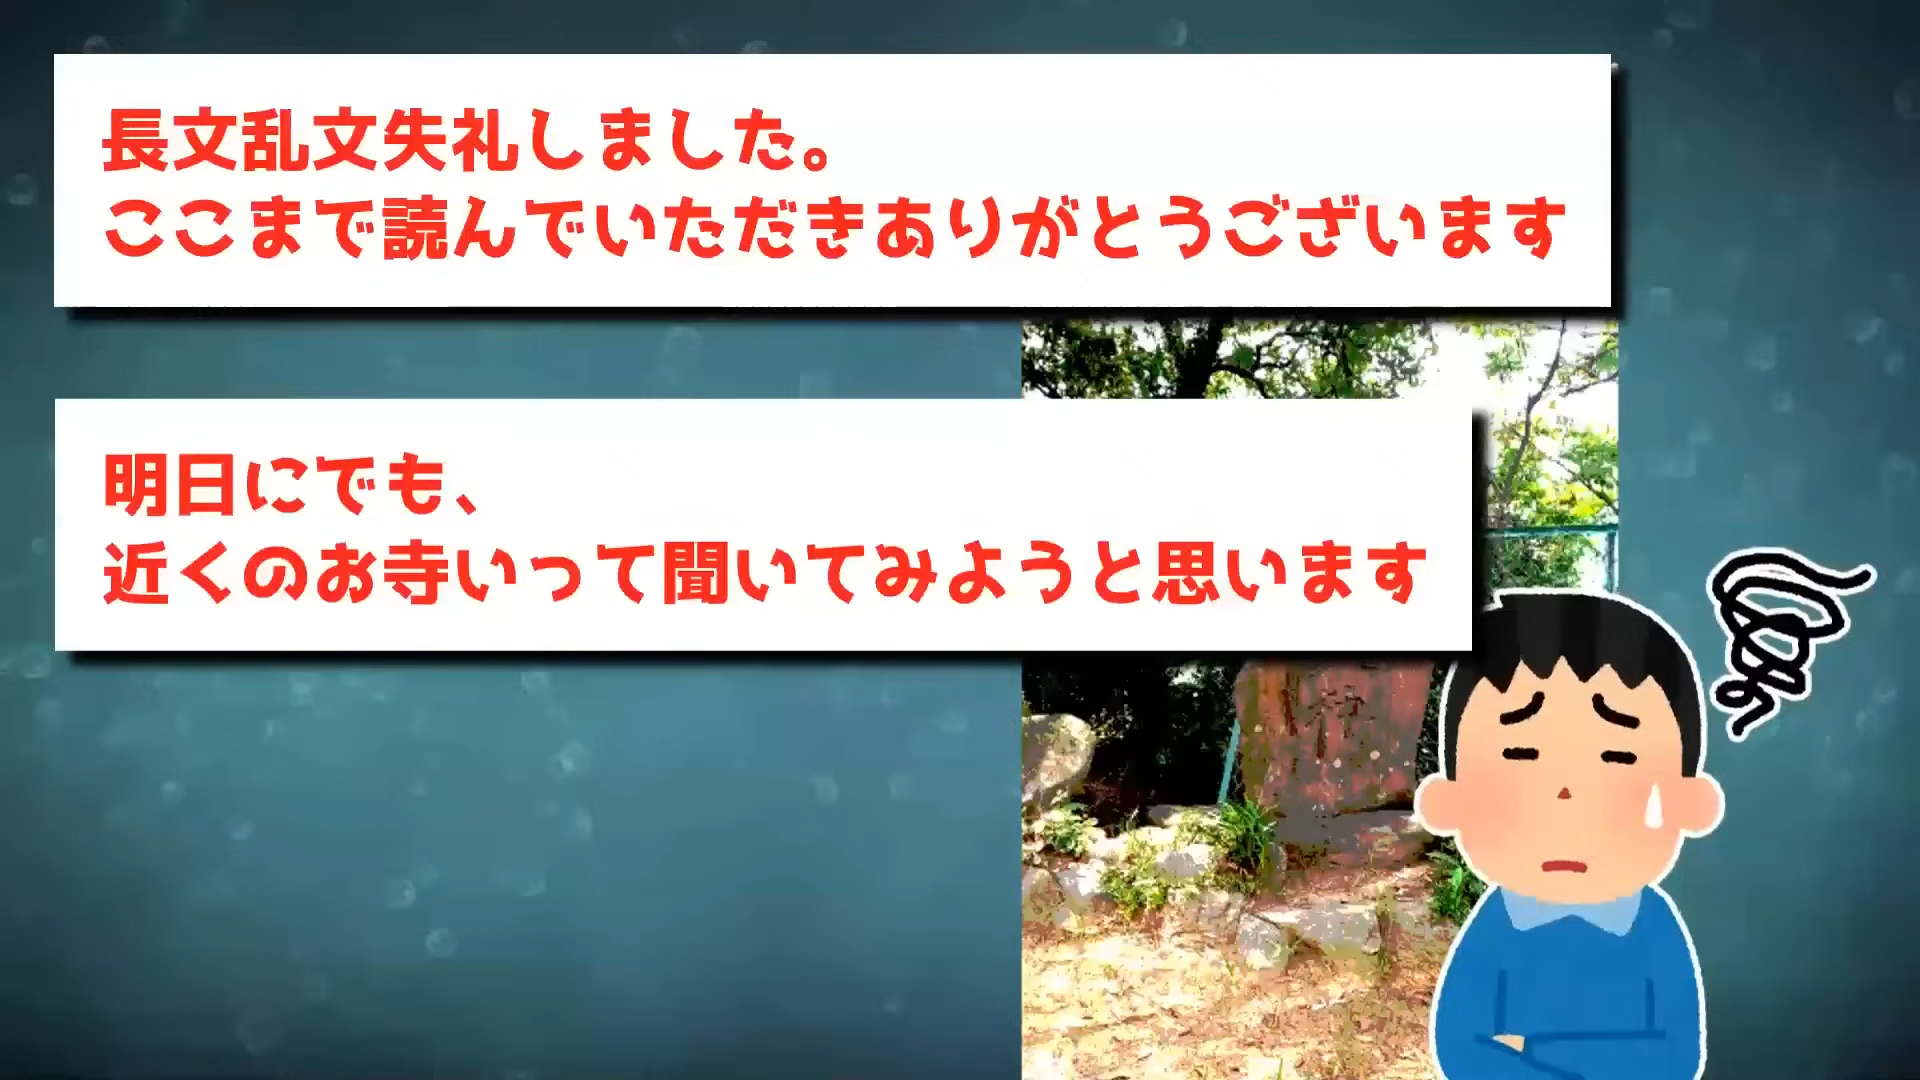 長文乱文失礼しました。
ここまで読んでいただきありがとうございます
明日にでも、
近くのお寺いって聞いてみようと思います